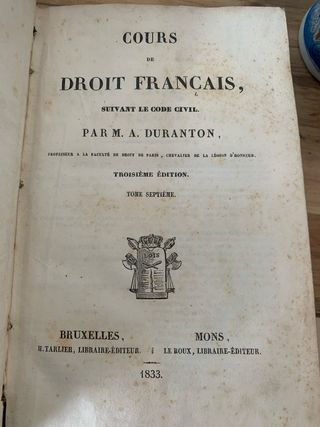 COURS
DE
DROIT FRANÇAIS,
SUIVANT LE CODE CIVIL.
PAR M. A. DURANTON,
PROFESSEUR A LA FACULTÉ DE DROIT DE PARIS, CHEVALIER DE LA LÉGION D'HONNEUR.
TROISIÈME ÉDITION.
TOME SEPTIÈME.
LOIS
BRUXELLES, MONS,
H. TARLIER, LIBRAIRE-ÉDITEUR. LE ROUX, LIBRAIRE-ÉDITEUR.
1833.